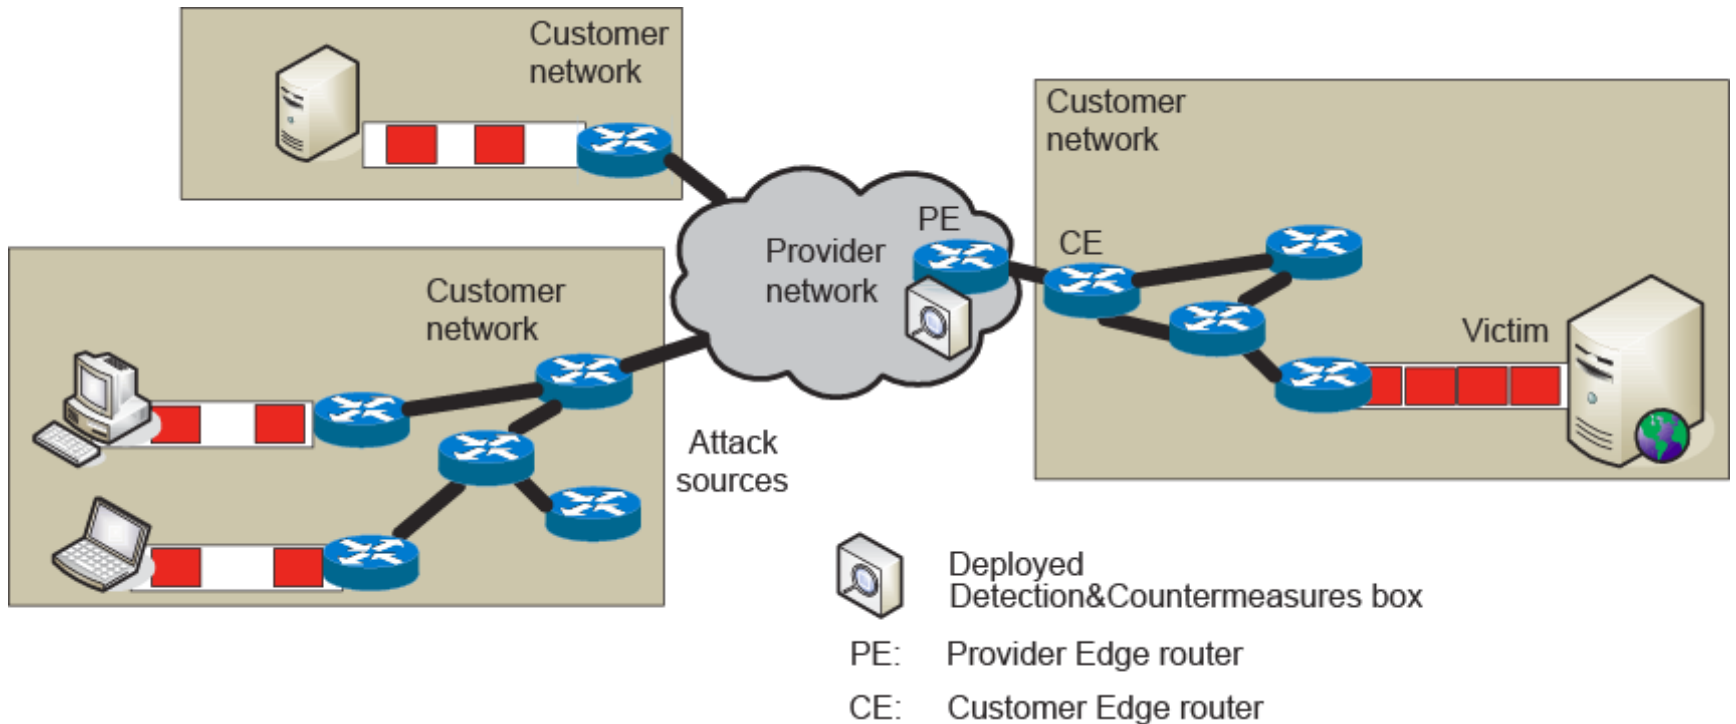 Customer
network
Customer
network
PE
CE
Provider
network
Customer
network
Victim
Attack
sources
Deployed
Detection&Countermeasures box
PE: Provider Edge router
CE: Customer Edge router